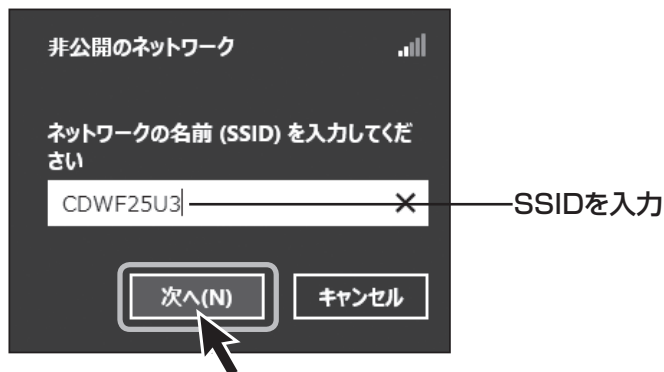 非公開のネットワーク
ネットワークの名前 (SSID) を入力してくだ
さい
CDWF25U3
SSIDを入力
次へ(N)
キャンセル